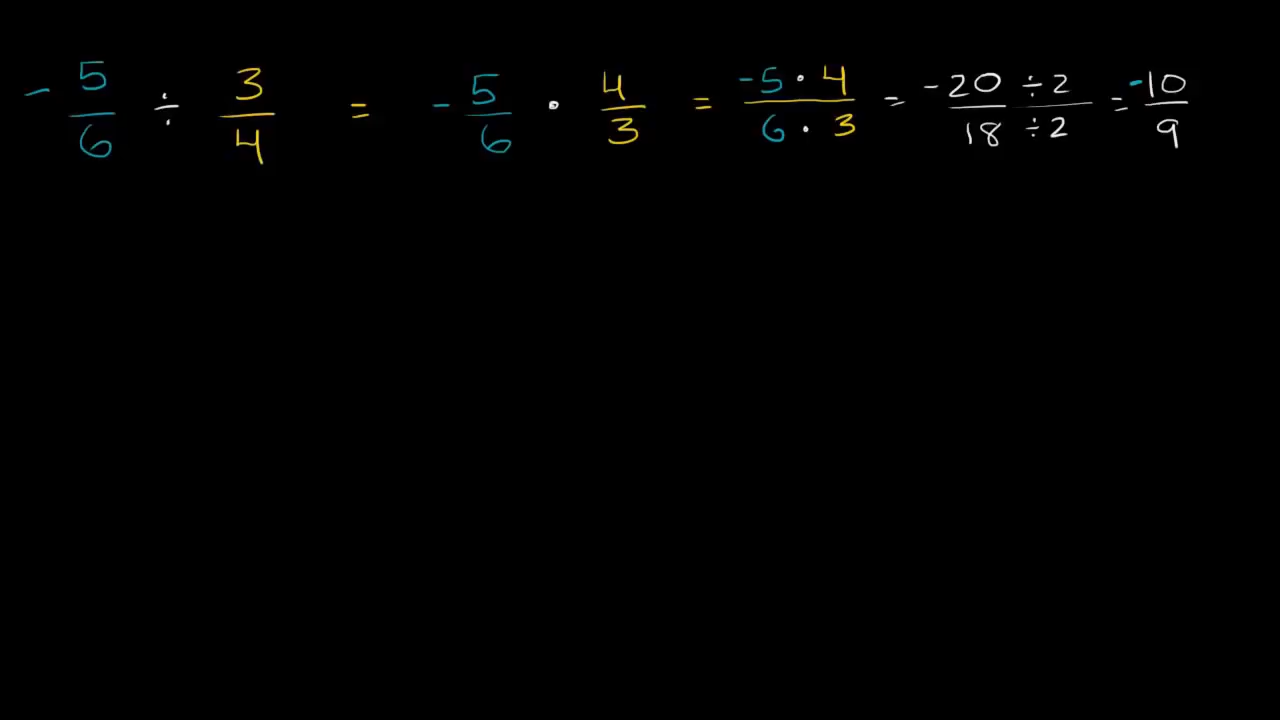 -5/6 ÷ 3/4 = -5/6 · 4/3 = -5·4/6·3 = -20÷2/18÷2 = -10/9